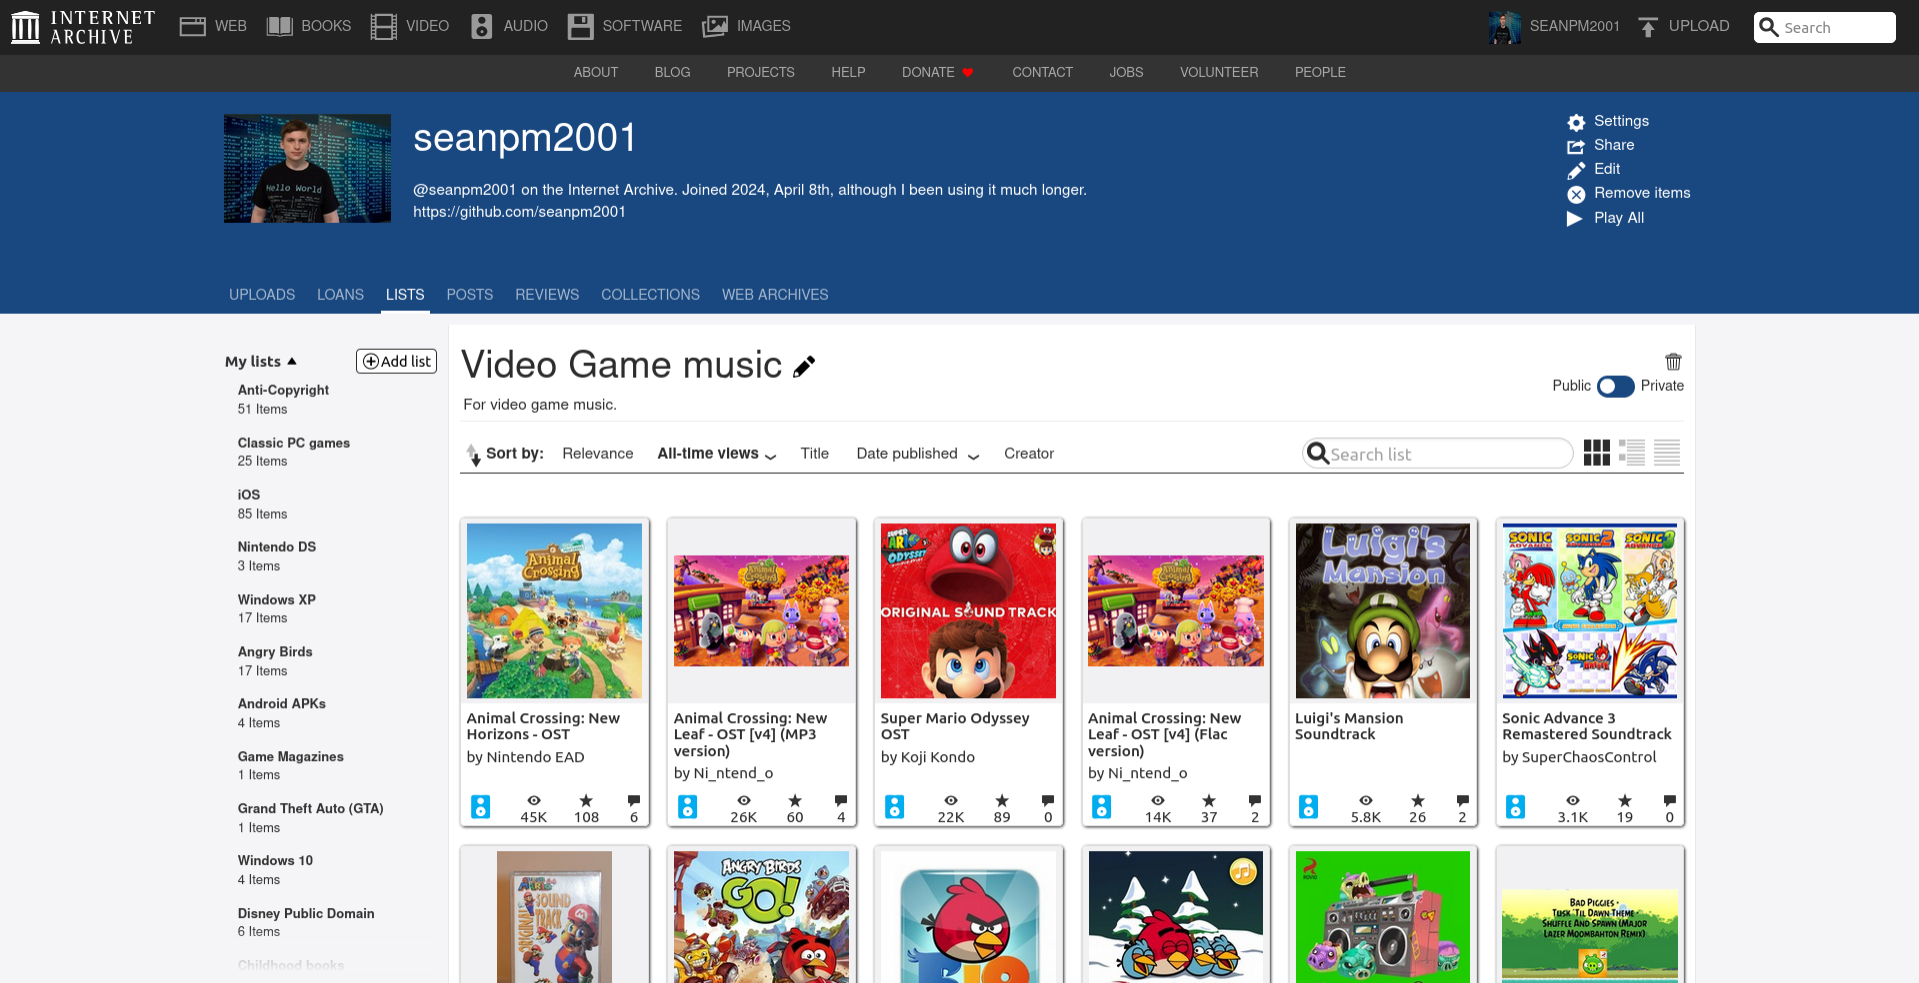 INTERNET ARCHIVE
WEB BOOKS VIDEO AUDIO SOFTWARE IMAGES
SEANPM2001 UPLOAD Search
ABOUT BLOG PROJECTS HELP DONATE CONTACT JOBS VOLUNTEER PEOPLE
Hello World
seanpm2001
@seanpm2001 on the Internet Archive. Joined 2024, April 8th, although I been using it much longer.
https://github.com/seanpm2001
Settings
Share
Edit
Remove items
Play All
UPLOADS LOANS LISTS POSTS REVIEWS COLLECTIONS WEB ARCHIVES
My lists Add list
Anti-Copyright
51 Items
Classic PC games
25 Items
iOS
85 Items
Nintendo DS
3 Items
Windows XP
17 Items
Angry Birds
17 Items
Android APKs
4 Items
Game Magazines
1 Items
Grand Theft Auto (GTA)
1 Items
Windows 10
4 Items
Disney Public Domain
6 Items
Childhood books
Video Game music
Public Private
For video game music.
Sort by: Relevance All-time views Title Date published Creator
Search list
Animal Crossing
Animal Crossing: New
Horizons - OST
by Nintendo EAD
45K 108 6
Animal Crossing
Animal Crossing: New
Leaf - OST [v4] (MP3
version)
by Ni_ntend_o
26K 60 4
SUPER MARIO ODYSSEY
ORIGINAL SOUND TRACK
Super Mario Odyssey
OST
by Koji Kondo
22K 89 0
Animal Crossing
Animal Crossing: New
Leaf - OST [v4] (Flac
version)
by Ni_ntend_o
14K 37 2
Luigi's
Mansion
Luigi's Mansion
Soundtrack
5.8K 26 2
SONIC ADVANCE SONIC ADVANCE 2 SONIC ADVANCE 3
SONIC BATTLE
Sonic Advance 3
Remastered Soundtrack
by SuperChaosControl
3.1K 19 0
ORIGINAL SOUND TRACK
ANGRY BIRDS
GO!
RIO
ROVIO
BAD PIGGIES -
TUSK 'TIL DAWN THEME -
SHUFFLE AND SPAWN (MAJOR
LAZER MOOMBAHTON REMIX)